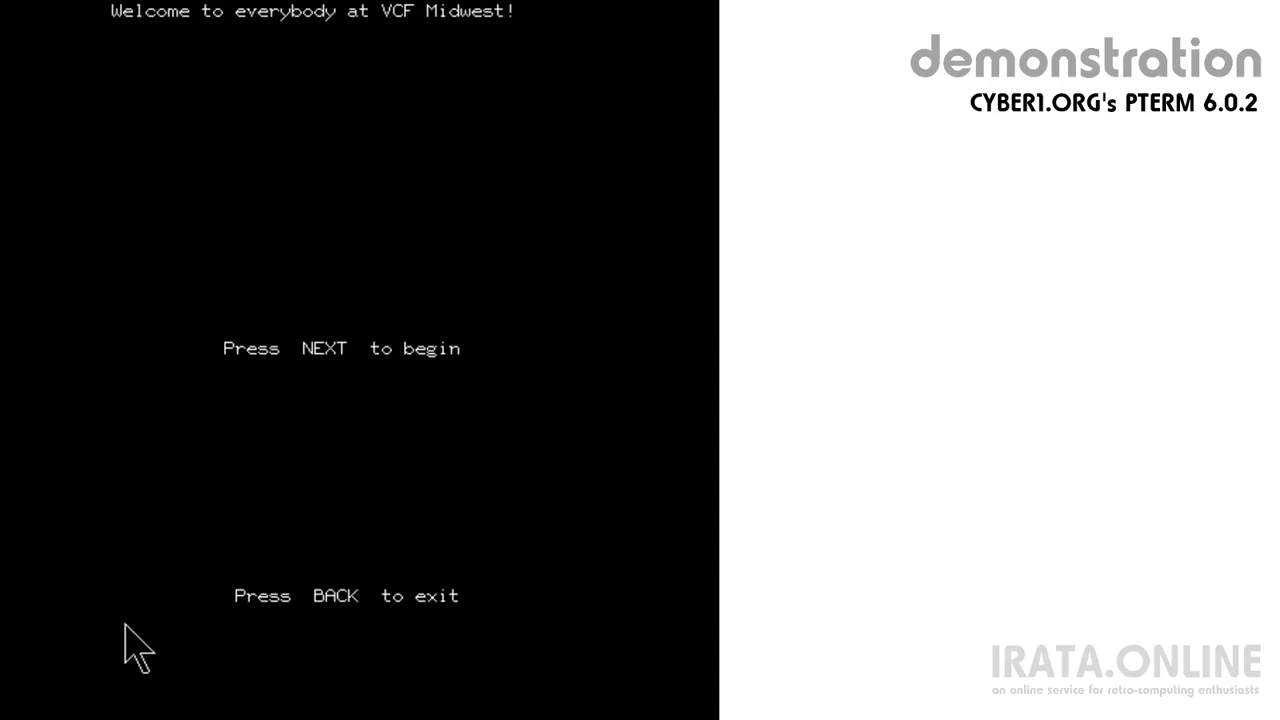 Welcome to everybody at VCF Midwest!
demonstration
CYBER1.ORG's PTERM 6.0.2
Press NEXT to begin
Press BACK to exit
IRATA.ONLINE
an online service for retro-computing enthusiasts